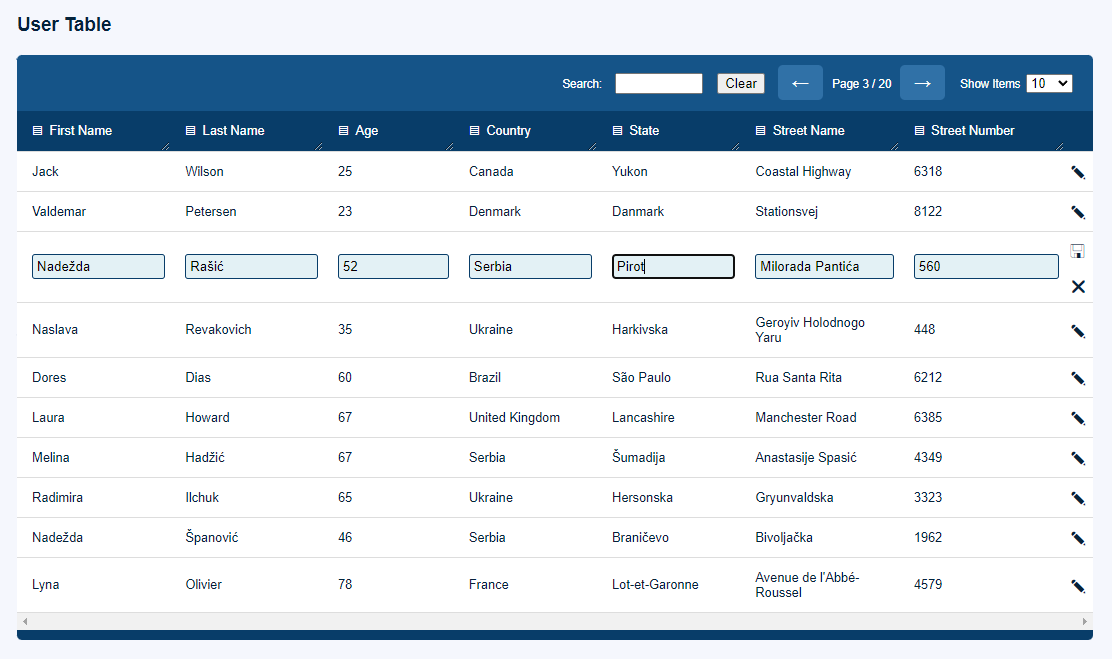 User Table
Search: Clear ← Page 3 / 20 → Show Items 10
First Name Last Name Age Country State Street Name Street Number
Jack Wilson 25 Canada Yukon Coastal Highway 6318
Valdemar Petersen 23 Denmark Danmark Stationsvej 8122
Nadežda Rašić 52 Serbia Pirot Milorada Pantića 560
Naslava Revakovich 35 Ukraine Harkivska Geroyiv Holodnogo
Yaru 448
Dores Dias 60 Brazil São Paulo Rua Santa Rita 6212
Laura Howard 67 United Kingdom Lancashire Manchester Road 6385
Melina Hadžić 67 Serbia Šumadija Anastasije Spasić 4349
Radimira Ilchuk 65 Ukraine Hersonska Gryunvaldska 3323
Nadežda Španović 46 Serbia Braničevo Bivoljačka 1962
Lyna Olivier 78 France Lot-et-Garonne Avenue de l'Abbé-
Roussel 4579